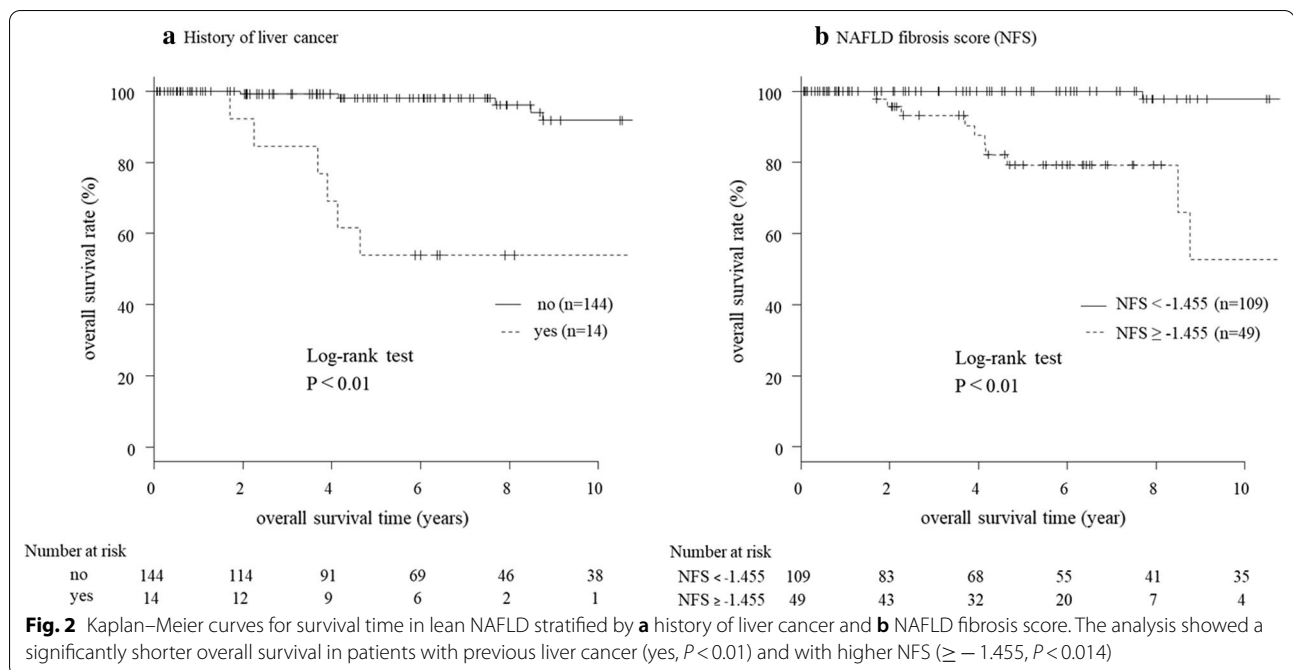 a History of liver cancer
100
80
60
40
20
0
overall survival rate (%)
no (n=144)
yes (n=14)
Log-rank test
P < 0.01
0 2 4 6 8 10
overall survival time (years)
Number at risk
no 144 114 91 69 46 38
yes 14 12 9 6 2 1
b NAFLD fibrosis score (NFS)
100
80
60
40
20
0
overall survival rate (%)
NFS < -1.455 (n=109)
NFS ≥ -1.455 (n=49)
Log-rank test
P < 0.01
0 2 4 6 8 10
overall survival time (year)
Number at risk
NFS < -1.455 109 83 68 55 41 35
NFS ≥ -1.455 49 43 32 20 7 4
Fig. 2 Kaplan–Meier curves for survival time in lean NAFLD stratified by a history of liver cancer and b NAFLD fibrosis score. The analysis showed a
significantly shorter overall survival in patients with previous liver cancer (yes, P < 0.01) and with higher NFS (≥ − 1.455, P < 0.014)